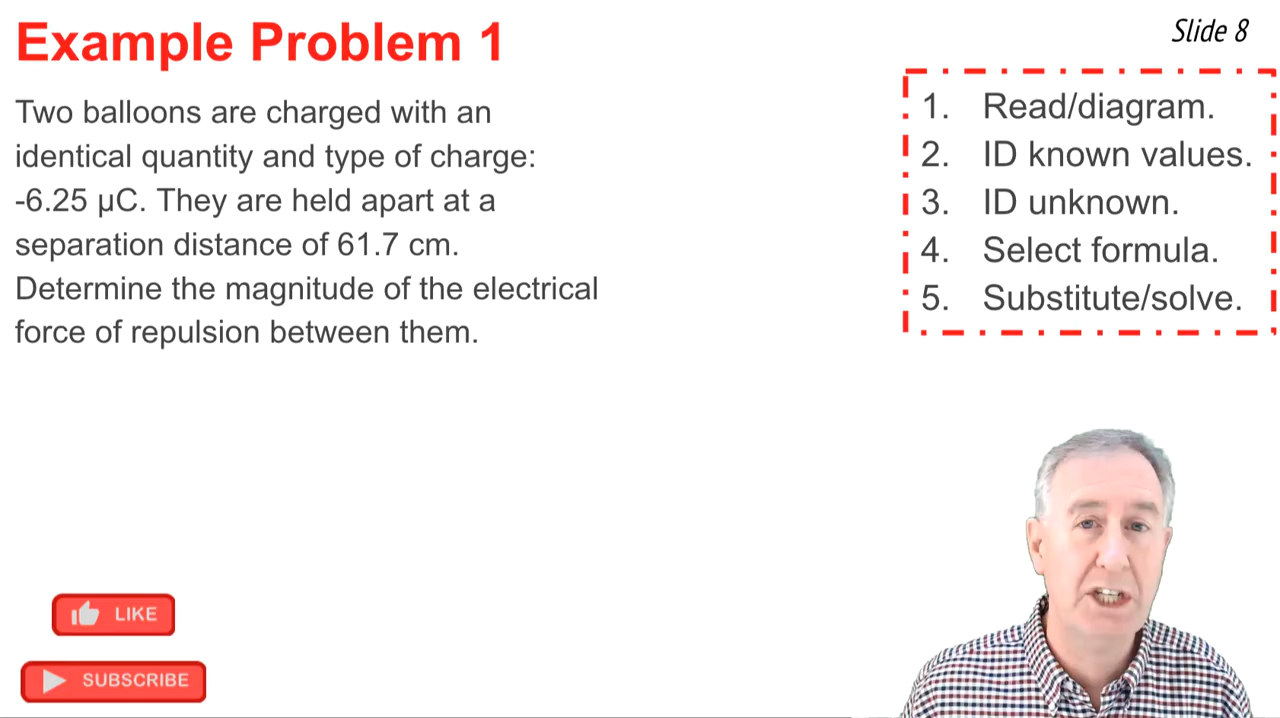 Example Problem 1
Slide 8
Two balloons are charged with an
identical quantity and type of charge:
-6.25 µC. They are held apart at a
separation distance of 61.7 cm.
Determine the magnitude of the electrical
force of repulsion between them.
1. Read/diagram.
2. ID known values.
3. ID unknown.
4. Select formula.
5. Substitute/solve.
LIKE
SUBSCRIBE